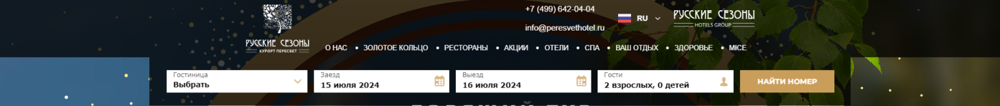 +7 (499) 642-04-04
info@peresvethotel.ru
RU
РУССКИЕ СЕЗОНЫ
HOTELS GROUP
РУССКИЕ СЕЗОНЫ
КУРОРТ ПЕРЕСВЕТ
О НАС • ЗОЛОТОЕ КОЛЬЦО • РЕСТОРАНЫ • АКЦИИ • ОТЕЛИ • СПА • ВАШ ОТДЫХ • ЗДОРОВЬЕ • MICE
Гостиница
Выбрать
Заезд
15 июля 2024
Выезд
16 июля 2024
Гости
2 взрослых, 0 детей
НАЙТИ НОМЕР